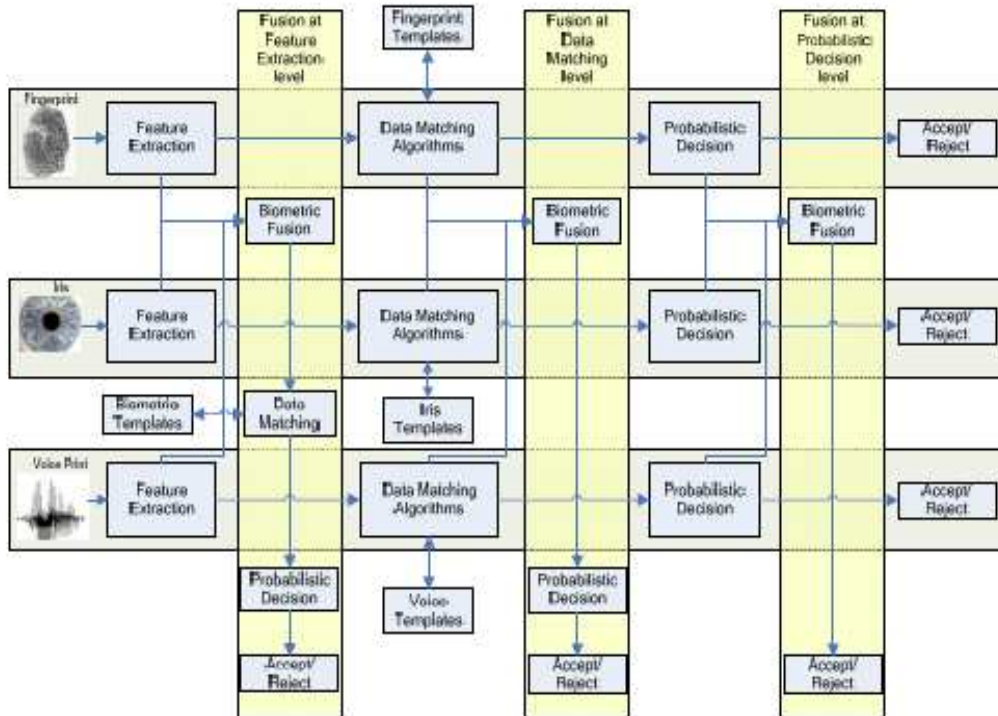 Fusion at
Feature
Extraction-
level
Fingerprint
Templates
Fusion at
Data
Matching
level
Fusion at
Probabilistic
Decision
level
Fingerprint
Feature
Extraction
Data Matching
Algorithms
Probabilistic
Decision
Accept/
Reject
Biometric
Fusion
Biometric
Fusion
Biometric
Fusion
Iris
Feature
Extraction
Data Matching
Algorithms
Probabilistic
Decision
Accept/
Reject
Biometric
Templates
Data
Matching
Iris
Templates
Voice Print
Feature
Extraction
Data Matching
Algorithms
Probabilistic
Decision
Accept/
Reject
Probabilistic
Decision
Voice-
Templates
Probabilistic
Decision
Accept/
Reject
Accept/
Reject
Accept/
Reject